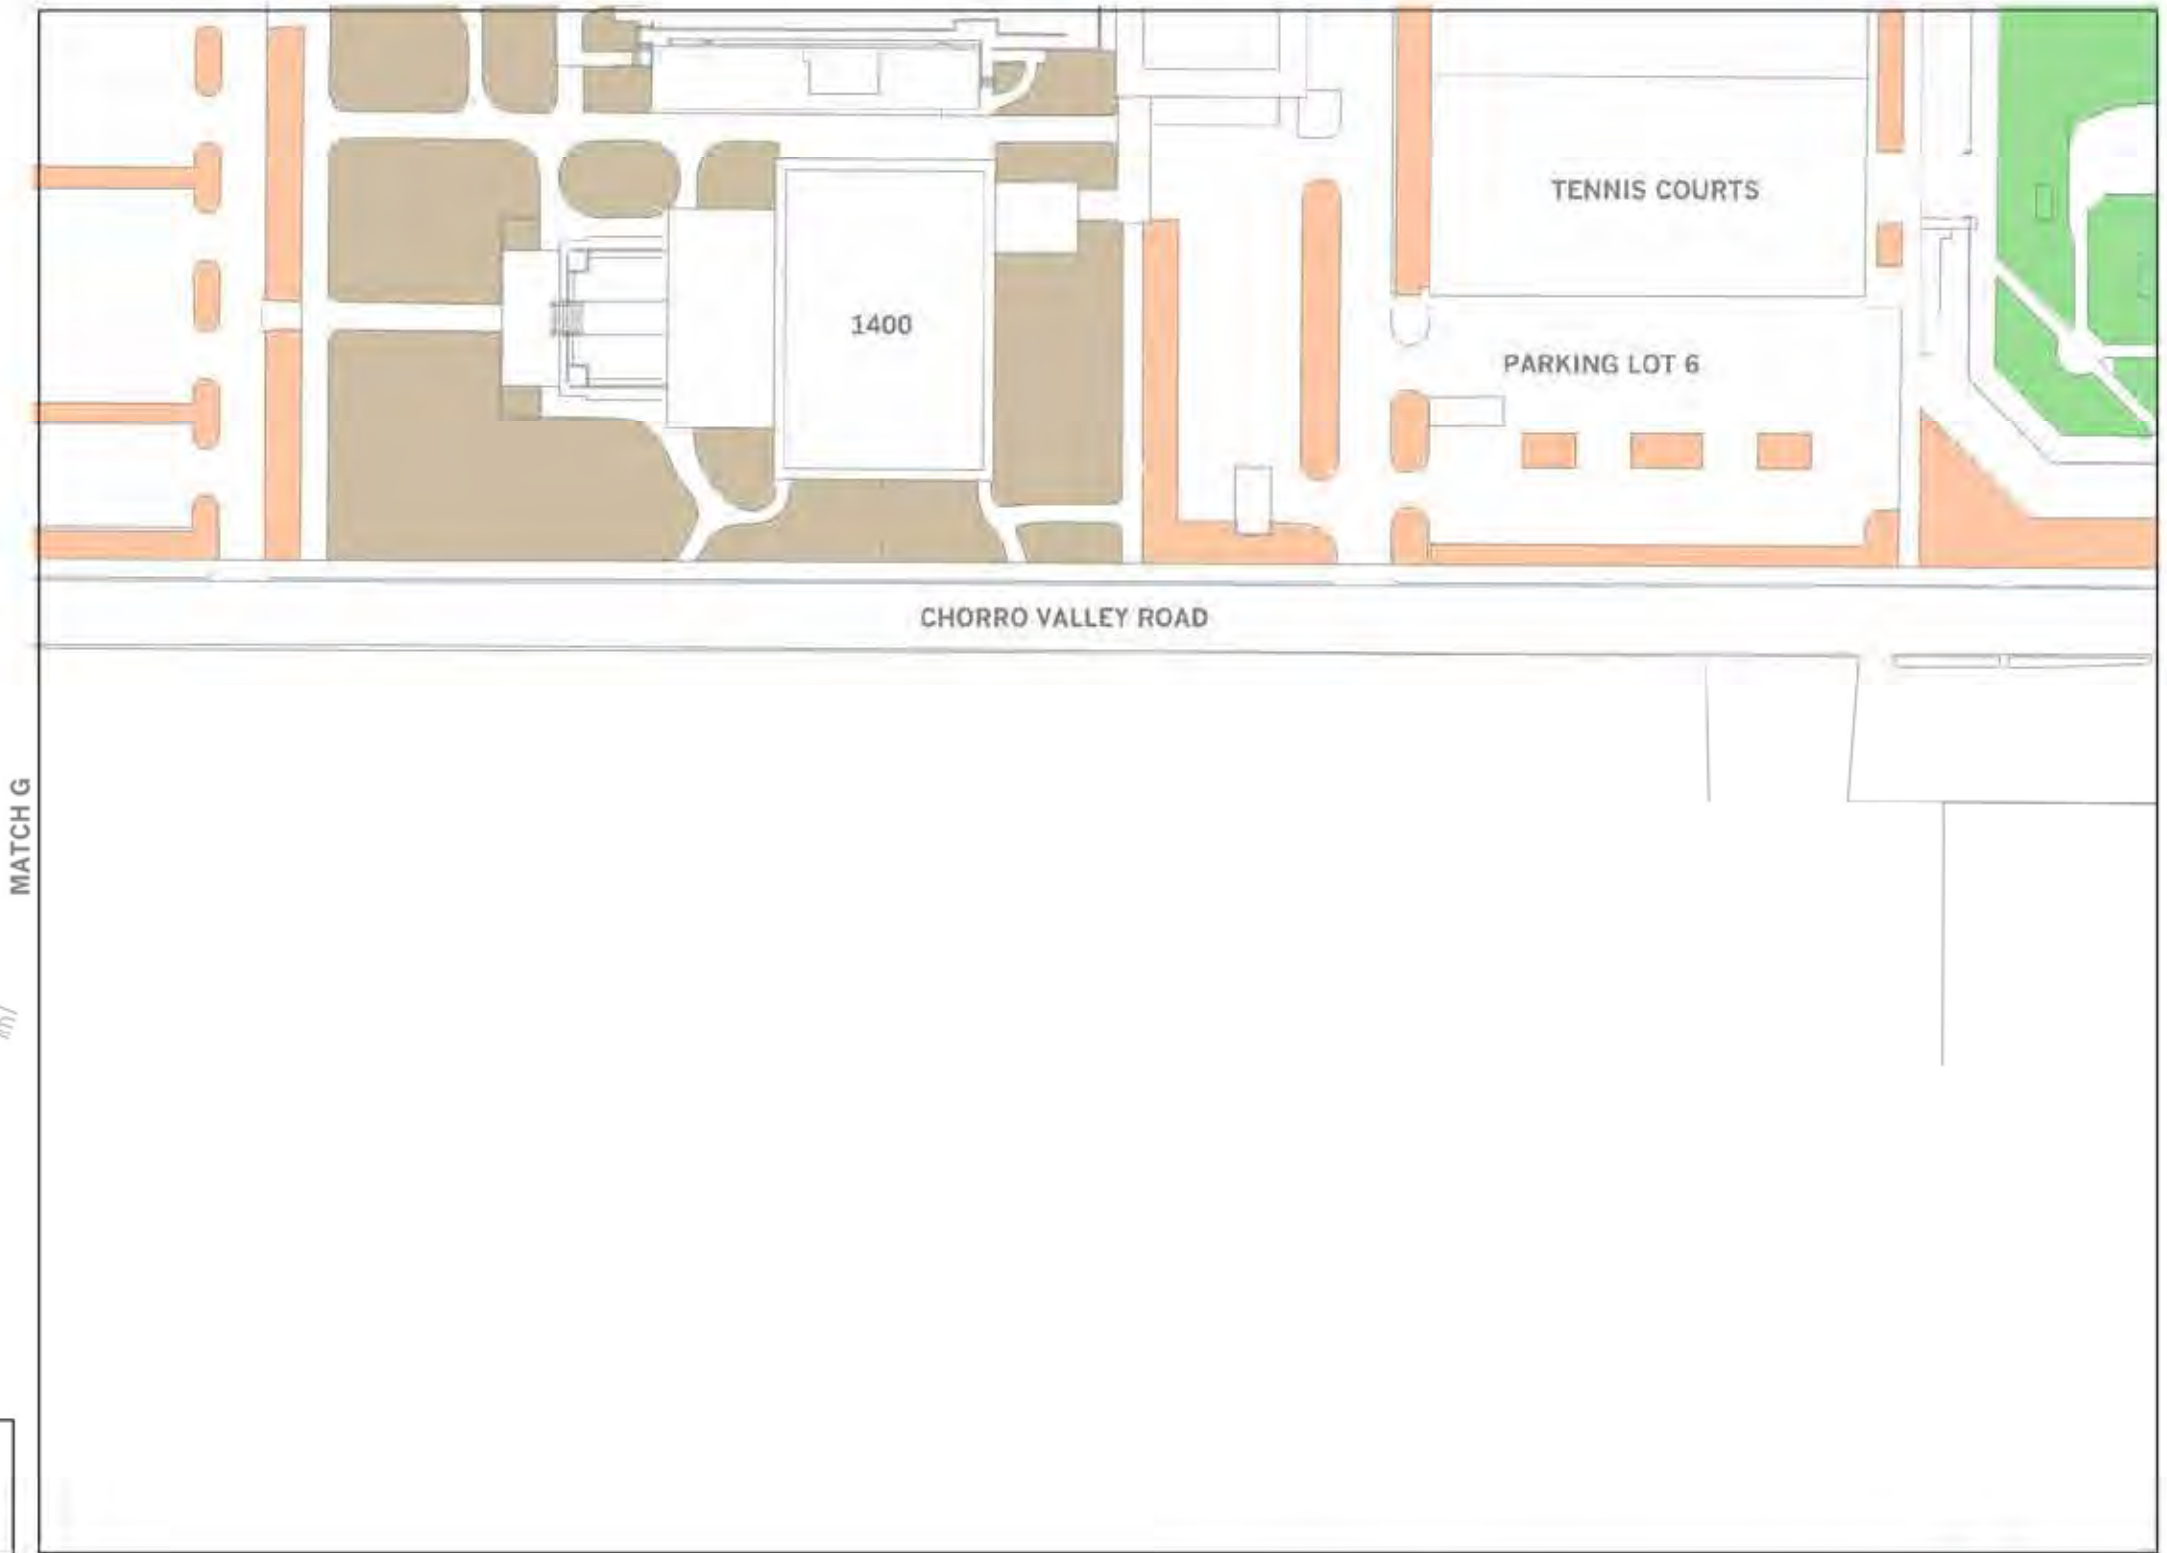 TENNIS COURTS
1400
PARKING LOT 6
CHORRO VALLEY ROAD
MATCH G